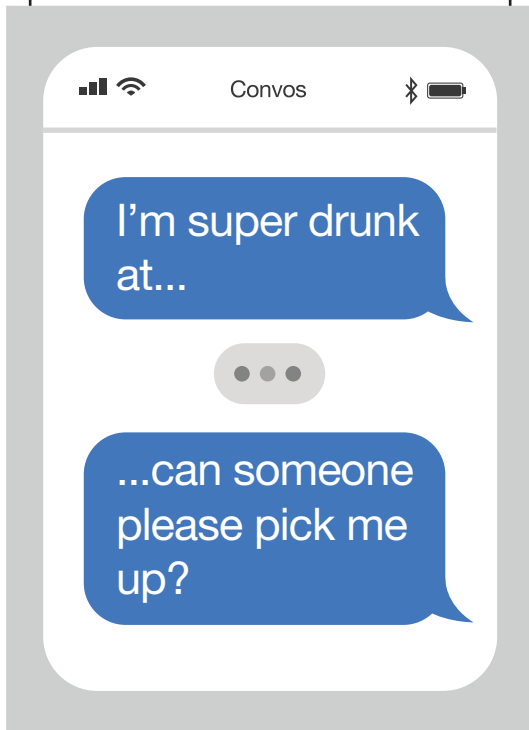 Convos
I’m super drunk
at...
...can someone
please pick me
up?